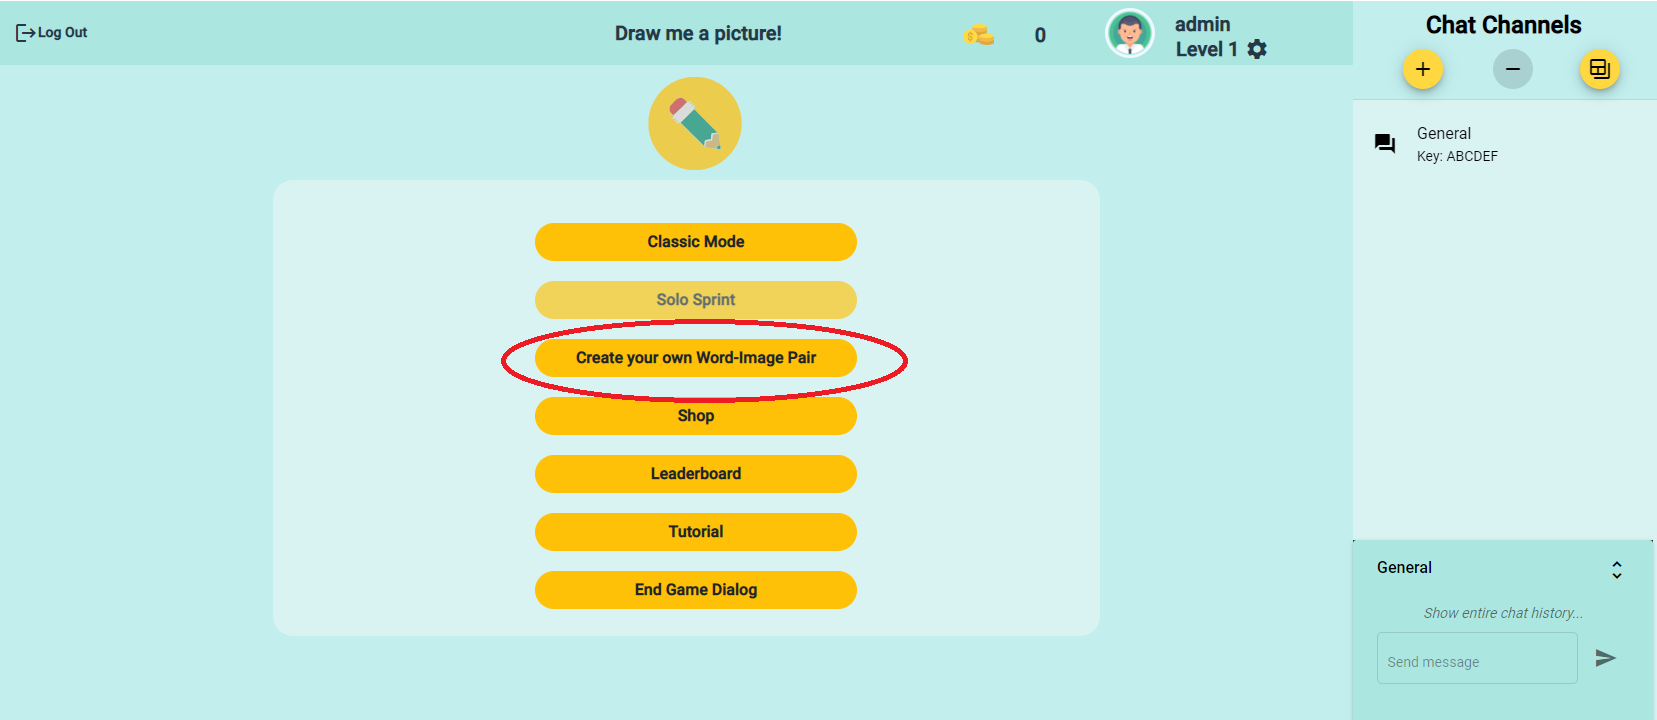 Log Out
Draw me a picture!
0
admin
Level 1
Chat Channels
General
Key: ABCDEF
Classic Mode
Solo Sprint
Create your own Word-Image Pair
Shop
Leaderboard
Tutorial
End Game Dialog
General
Show entire chat history...
Send message